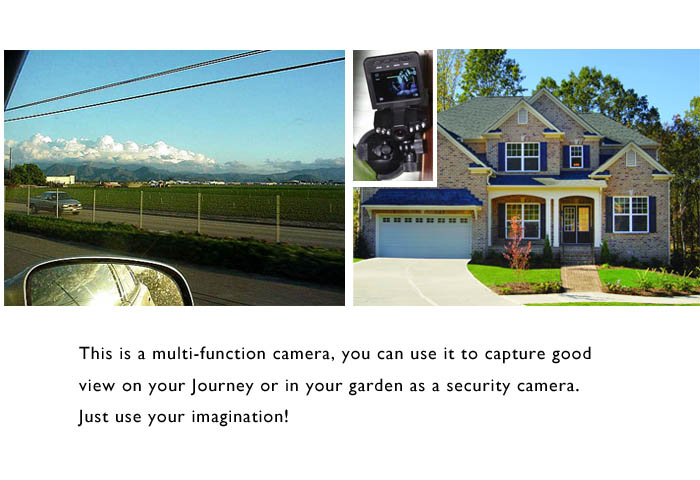 This is a multi-function camera, you can use it to capture good
view on your Journey or in your garden as a security camera.
Just use your imagination!